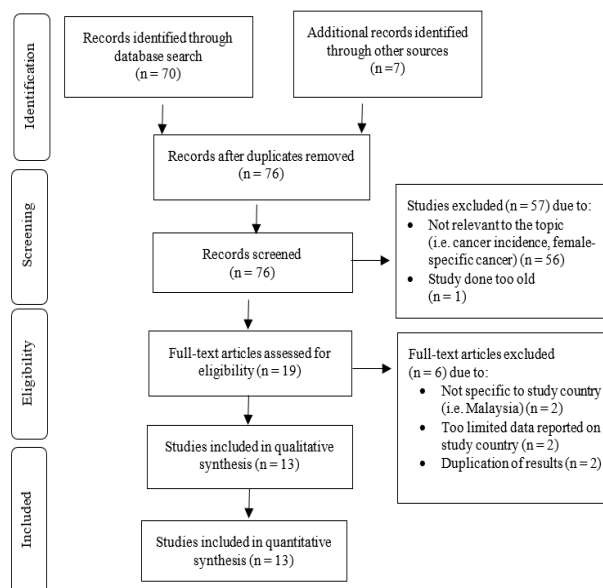 Identification
Records identified through
database search
(n = 70)
Additional records identified
through other sources
(n =7)
Records after duplicates removed
(n = 76)
Screening
Records screened
(n = 76)
Studies excluded (n = 57) due to:
• Not relevant to the topic
(i.e. cancer incidence, female-
specific cancer) (n = 56)
• Study done too old
(n = 1)
Eligibility
Full-text articles assessed for
eligibility (n = 19)
Full-text articles excluded
(n = 6) due to:
• Not specific to study country
(i.e. Malaysia) (n = 2)
• Too limited data reported on
study country (n = 2)
• Duplication of results (n = 2)
Studies included in qualitative
synthesis (n = 13)
Included
Studies included in quantitative
synthesis (n = 13)